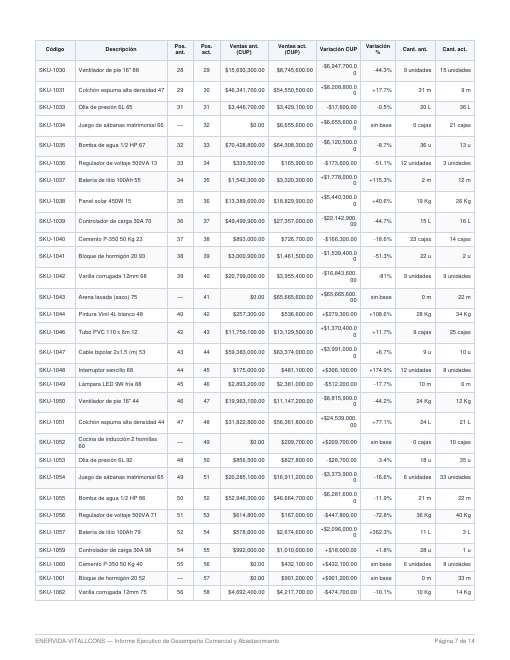 Código Descripción Pos. ant. Pos. act. Ventas ant. (CUP) Ventas act. (CUP) Variación CUP Variación % Cant. ant. Cant. act.
SKU-1030 Ventilador de pie 16" 88 28 29 $15,693,300.00 $8,745,600.00 -$6,947,700.00 -44.3% 9 unidades 15 unidades
SKU-1031 Colchón espuma alta densidad 47 29 30 $46,341,700.00 $54,550,500.00 +$8,208,800.00 +17.7% 31 m 9 m
SKU-1033 Olla de presión 6L 65 31 31 $3,446,700.00 $3,429,100.00 -$17,600.00 -0.5% 20 L 36 L
SKU-1034 Juego de sábanas matrimonial 66 — 32 $0.00 $6,655,600.00 +$6,655,600.00 sin base 0 cajas 21 cajas
SKU-1035 Bomba de agua 1/2 HP 67 32 33 $70,428,800.00 $64,308,300.00 -$6,120,500.00 -8.7% 36 u 13 u
SKU-1036 Regulador de voltaje 500VA 13 33 34 $339,500.00 $165,900.00 -$173,600.00 -51.1% 12 unidades 3 unidades
SKU-1037 Batería de litio 100Ah 55 34 35 $1,542,300.00 $3,320,300.00 +$1,778,000.00 +115.3% 2 m 12 m
SKU-1038 Panel solar 450W 15 35 36 $13,389,600.00 $18,829,900.00 +$5,440,300.00 +40.6% 19 Kg 26 Kg
SKU-1039 Controlador de carga 30A 70 36 37 $49,499,900.00 $27,357,000.00 -$22,142,900.00 -44.7% 15 L 16 L
SKU-1040 Cemento P-350 50 Kg 23 37 38 $893,000.00 $726,700.00 -$166,300.00 -18.6% 23 cajas 14 cajas
SKU-1041 Bloque de hormigón 20 93 38 39 $3,000,900.00 $1,461,500.00 -$1,539,400.00 -51.3% 22 u 2 u
SKU-1042 Varilla corrugada 12mm 68 39 40 $20,799,000.00 $3,955,400.00 -$16,843,600.00 -81% 9 unidades 9 unidades
SKU-1043 Arena lavada (saco) 75 — 41 $0.00 $65,665,600.00 +$65,665,600.00 sin base 0 m 22 m
SKU-1044 Pintura Vinil 4L blanco 49 40 42 $257,300.00 $536,600.00 +$279,300.00 +108.6% 28 Kg 34 Kg
SKU-1046 Tubo PVC 110 x 6m 12 42 43 $11,759,100.00 $13,129,500.00 +$1,370,400.00 +11.7% 9 cajas 25 cajas
SKU-1047 Cable bipolar 2x1.5 (m) 53 43 44 $59,383,000.00 $63,374,000.00 +$3,991,000.00 +6.7% 9 u 10 u
SKU-1048 Interruptor sencillo 88 44 45 $175,000.00 $481,100.00 +$306,100.00 +174.9% 12 unidades 8 unidades
SKU-1049 Lámpara LED 9W fría 88 45 46 $2,893,200.00 $2,381,000.00 -$512,200.00 -17.7% 10 m 6 m
SKU-1050 Ventilador de pie 16" 44 46 47 $19,963,100.00 $11,147,200.00 -$8,815,900.00 -44.2% 24 Kg 12 Kg
SKU-1051 Colchón espuma alta densidad 44 47 48 $31,822,800.00 $56,361,800.00 +$24,539,000.00 +77.1% 24 L 21 L
SKU-1052 Cocina de inducción 2 hornillas 60 — 49 $0.00 $209,700.00 +$209,700.00 sin base 0 cajas 10 cajas
SKU-1053 Olla de presión 6L 92 48 50 $856,500.00 $827,800.00 -$28,700.00 -3.4% 18 u 35 u
SKU-1054 Juego de sábanas matrimonial 65 49 51 $20,285,100.00 $16,911,200.00 -$3,373,900.00 -16.6% 6 unidades 33 unidades
SKU-1055 Bomba de agua 1/2 HP 86 50 52 $52,946,300.00 $46,664,700.00 -$6,281,600.00 -11.9% 21 m 22 m
SKU-1056 Regulador de voltaje 500VA 71 51 53 $614,800.00 $167,000.00 -$447,800.00 -72.8% 36 Kg 40 Kg
SKU-1057 Batería de litio 100Ah 79 52 54 $578,600.00 $2,674,600.00 +$2,096,000.00 +362.3% 11 L 3 L
SKU-1059 Controlador de carga 30A 98 54 55 $992,000.00 $1,010,000.00 +$18,000.00 +1.8% 28 u 1 u
SKU-1060 Cemento P-350 50 Kg 40 55 56 $0.00 $432,100.00 +$432,100.00 sin base 0 unidades 8 unidades
SKU-1061 Bloque de hormigón 20 52 — 57 $0.00 $901,200.00 +$901,200.00 sin base 0 m 33 m
SKU-1062 Varilla corrugada 12mm 75 56 58 $4,692,400.00 $4,217,700.00 -$474,700.00 -10.1% 10 Kg 14 Kg
ENERVIDA-VITALLCONS — Informe Ejecutivo de Desempeño Comercial y Abastecimiento Página 7 de 14